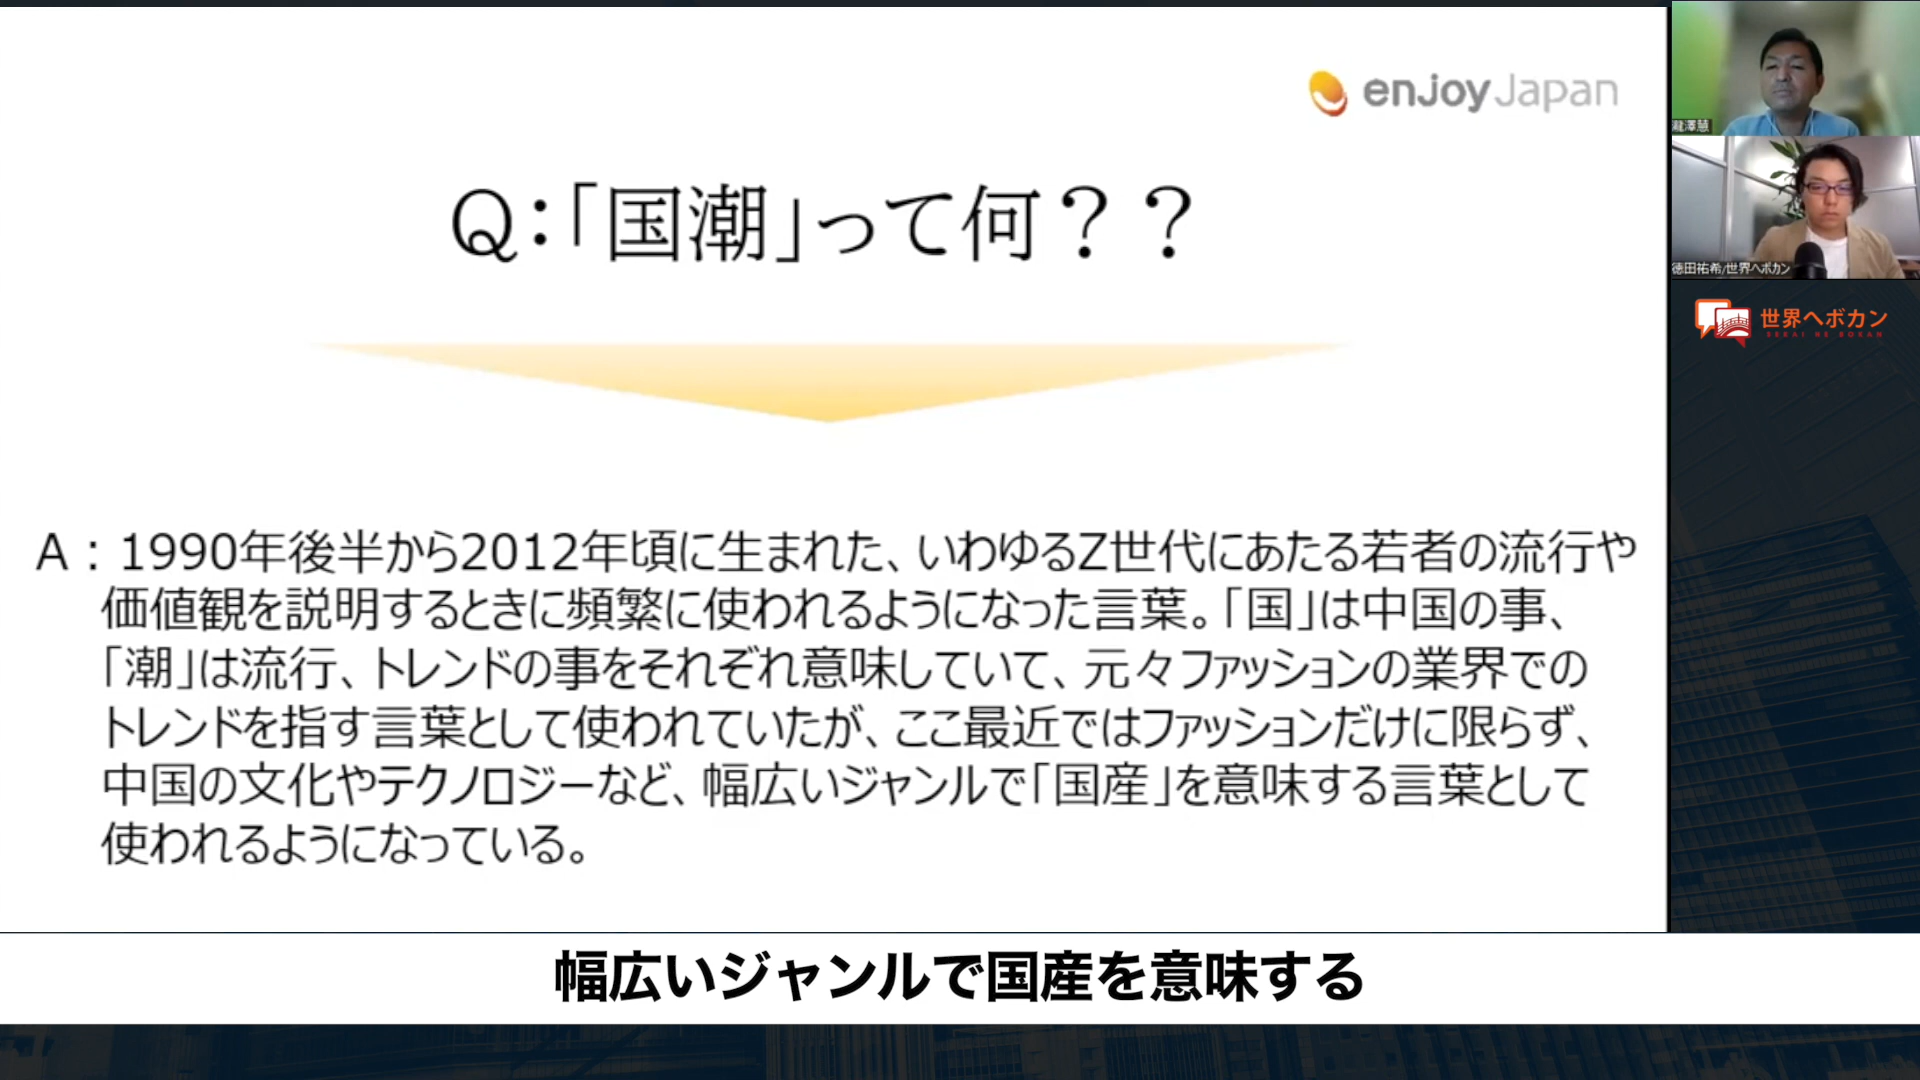 enjoyJapan
Q:「国潮」って何？？
A：1990年後半から2012年頃に生まれた、いわゆるZ世代にあたる若者の流行や
価値観を説明するときに頻繁に使われるようになった言葉。「国」は中国の事、
「潮」は流行、トレンドの事をそれぞれ意味していて、元々ファッションの業界での
トレンドを指す言葉として使われていたが、ここ最近ではファッションだけに限らず、
中国の文化やテクノロジーなど、幅広いジャンルで「国産」を意味する言葉として
使われるようになっている。
幅広いジャンルで国産を意味する
瀧澤慧
徳田祐希/世界へボカン
世界へボカン
SEKAI HE BOKAN